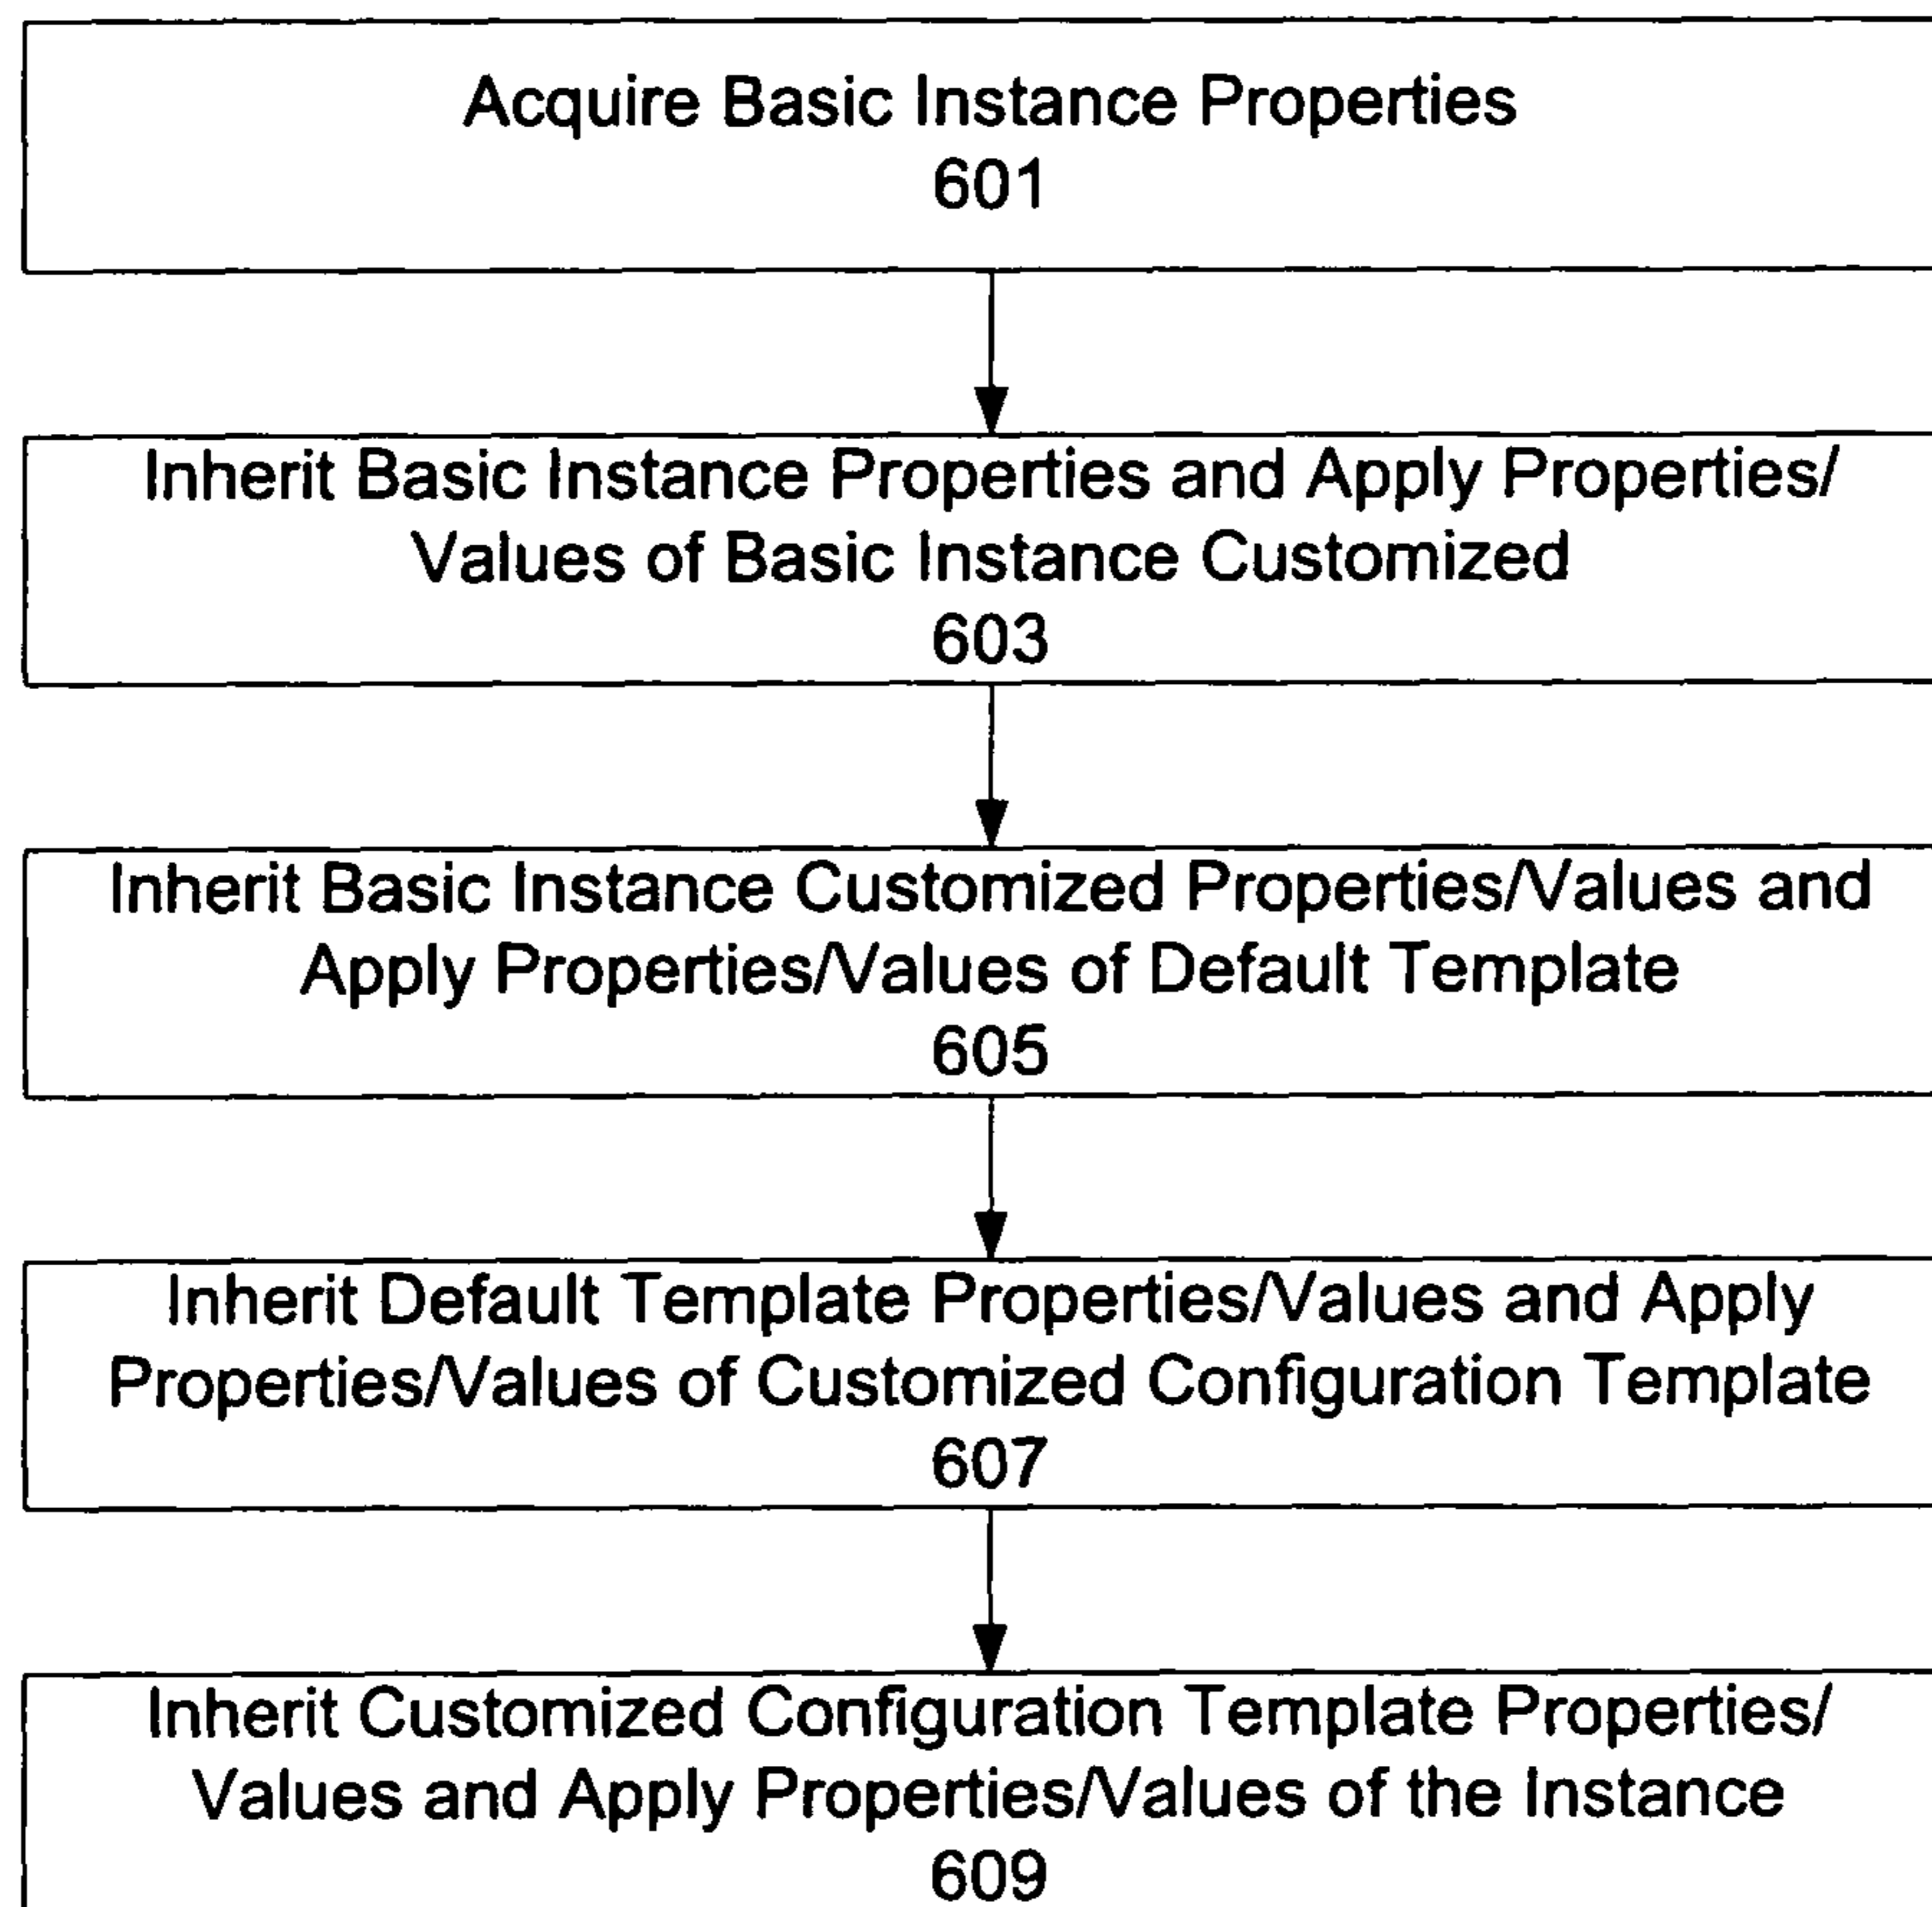 Acquire Basic Instance Properties
601
Inherit Basic Instance Properties and Apply Properties/
Values of Basic Instance Customized
603
Inherit Basic Instance Customized Properties/Values and
Apply Properties/Values of Default Template
605
Inherit Default Template Properties/Values and Apply
Properties/Values of Customized Configuration Template
607
Inherit Customized Configuration Template Properties/
Values and Apply Properties/Values of the Instance
609